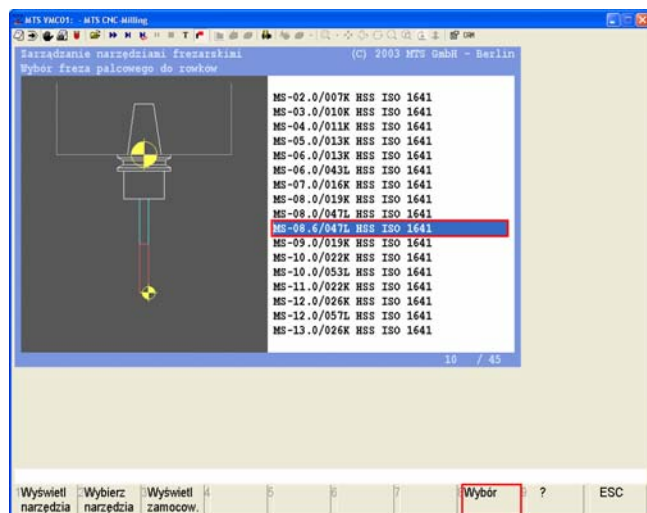 MTS VMC01: - MTS CNC-Milling
Zarządzanie narzędziami frezarskimi (C) 2003 MTS GmbH - Berlin
Wybór freza palcowego do rowków
MS-02.0/007K HSS ISO 1641
MS-03.0/010K HSS ISO 1641
MS-04.0/011K HSS ISO 1641
MS-05.0/013K HSS ISO 1641
MS-06.0/013K HSS ISO 1641
MS-06.0/043L HSS ISO 1641
MS-07.0/016K HSS ISO 1641
MS-08.0/019K HSS ISO 1641
MS-08.0/047L HSS ISO 1641
MS-08.6/047L HSS ISO 1641
MS-09.0/019K HSS ISO 1641
MS-10.0/022K HSS ISO 1641
MS-10.0/053L HSS ISO 1641
MS-11.0/022K HSS ISO 1641
MS-12.0/026K HSS ISO 1641
MS-12.0/057L HSS ISO 1641
MS-13.0/026K HSS ISO 1641
10 / 45
1 Wyświetl narzędzia 2 Wybierz narzędzia 3 Wyświetl zamocow. 4 5 6 7 8 Wybór 9 ? ESC